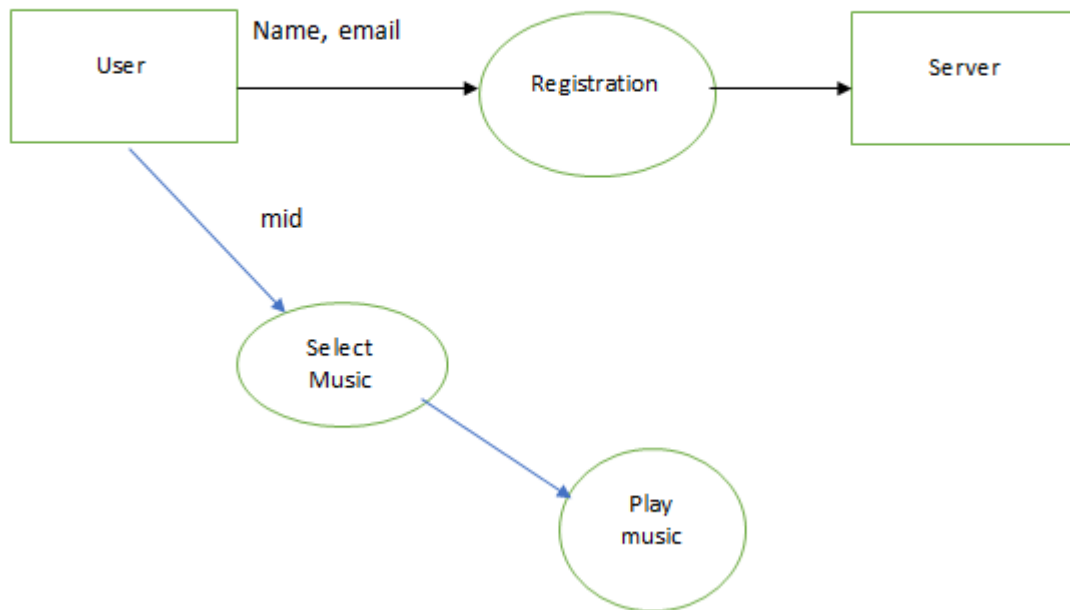 Name, email
User
Registration
Server
mid
Select
Music
Play
music